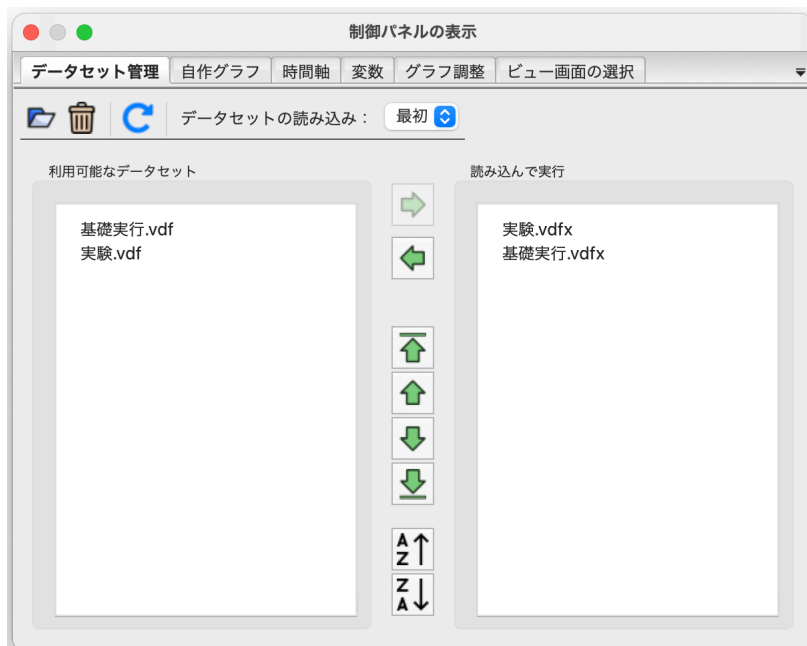 制御パネルの表示
データセット管理 自作グラフ 時間軸 変数 グラフ調整 ビュー画面の選択
データセットの読み込み： 最初
利用可能なデータセット
基礎実行.vdf
実験.vdf
読み込んで実行
実験.vdfx
基礎実行.vdfx
A
Z
Z
A